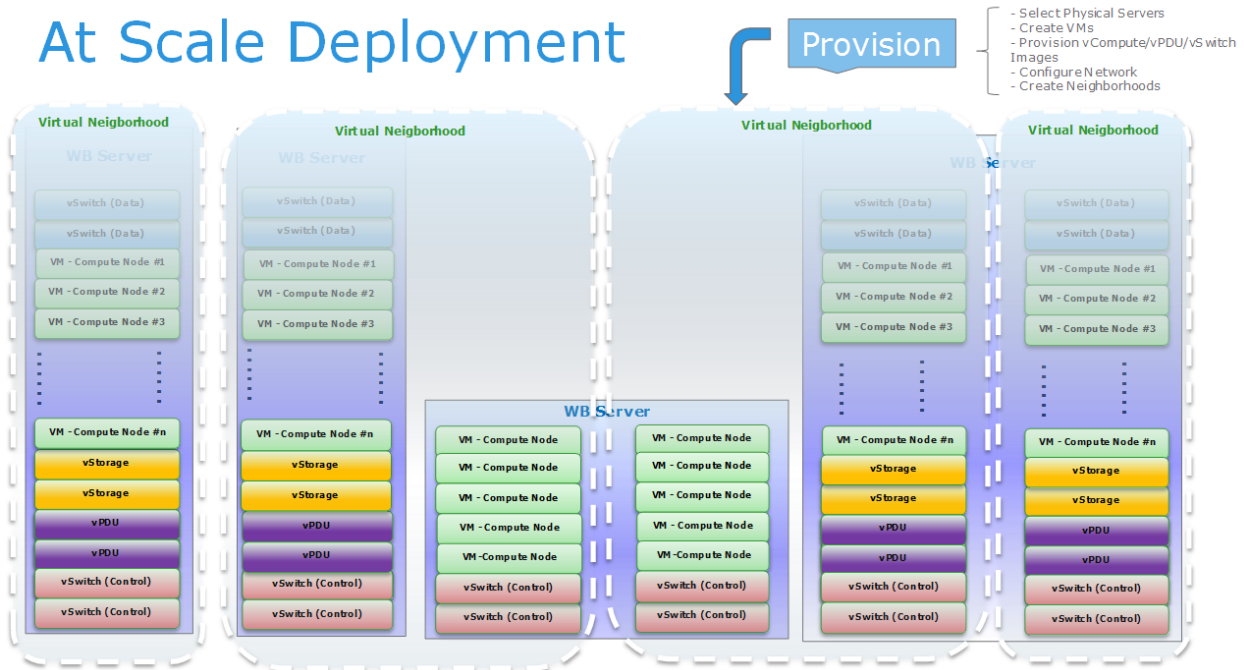 At Scale Deployment
Provision
- Select Physical Servers
- Create VMs
- Provision vCompute/vPDU/vSwitch
Images
- Configure Network
- Create Neighborhoods
Virtual Neigborhood
WB Server
vSwitch (Data)
vSwitch (Data)
VM - Compute Node #1
VM - Compute Node #2
VM - Compute Node #3
VM - Compute Node #n
vStorage
vStorage
vPDU
vPDU
vSwitch (Control)
vSwitch (Control)
Virtual Neigborhood
WB Server
vSwitch (Data)
vSwitch (Data)
VM - Compute Node #1
VM - Compute Node #2
VM - Compute Node #3
VM - Compute Node #n
vStorage
vStorage
vPDU
vPDU
vSwitch (Control)
vSwitch (Control)
WB Server
VM - Compute Node
VM - Compute Node
VM - Compute Node
VM - Compute Node
VM -Compute Node
vSwitch (Control)
vSwitch (Control)
VM - Compute Node
VM - Compute Node
VM - Compute Node
VM - Compute Node
VM -Compute Node
vSwitch (Control)
vSwitch (Control)
Virtual Neigborhood
WB Server
vSwitch (Data)
vSwitch (Data)
VM - Compute Node #1
VM - Compute Node #2
VM - Compute Node #3
VM - Compute Node #n
vStorage
vStorage
vPDU
vPDU
vSwitch (Control)
vSwitch (Control)
Virtual Neigborhood
vSwitch (Data)
vSwitch (Data)
VM - Compute Node #1
VM - Compute Node #2
VM - Compute Node #3
VM - Compute Node #n
vStorage
vStorage
vPDU
vPDU
vSwitch (Control)
vSwitch (Control)